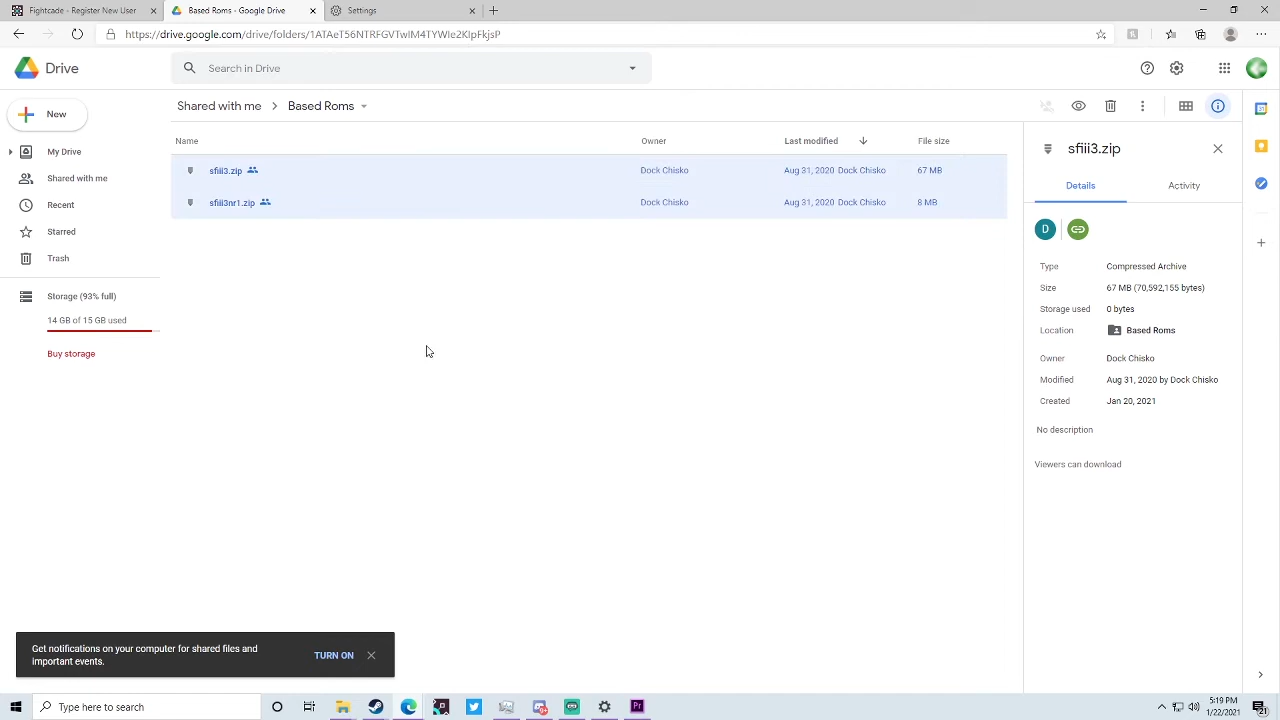 Fightcade - Register New User
Based Roms - Google Drive
Settings
https://drive.google.com/drive/folders/1ATAeT56NTRFGVTwIM4TYWIe2KIpFkjsP
Drive
Search in Drive
New
Shared with me
Based Roms
My Drive
Shared with me
Recent
Starred
Trash
Storage (93% full)
14 GB of 15 GB used
Buy storage
Name
Owner
Last modified
File size
sfiii3.zip
Dock Chisko
Aug 31, 2020 Dock Chisko
67 MB
sfiii3nr1.zip
Dock Chisko
Aug 31, 2020 Dock Chisko
8 MB
sfiii3.zip
Details
Activity
D
Type
Compressed Archive
Size
67 MB (70,592,155 bytes)
Storage used
0 bytes
Location
Based Roms
Owner
Dock Chisko
Modified
Aug 31, 2020 by Dock Chisko
Created
Jan 20, 2021
No description
Viewers can download
Get notifications on your computer for shared files and
important events.
TURN ON
Type here to search
Pr
5:19 PM
1/22/2021